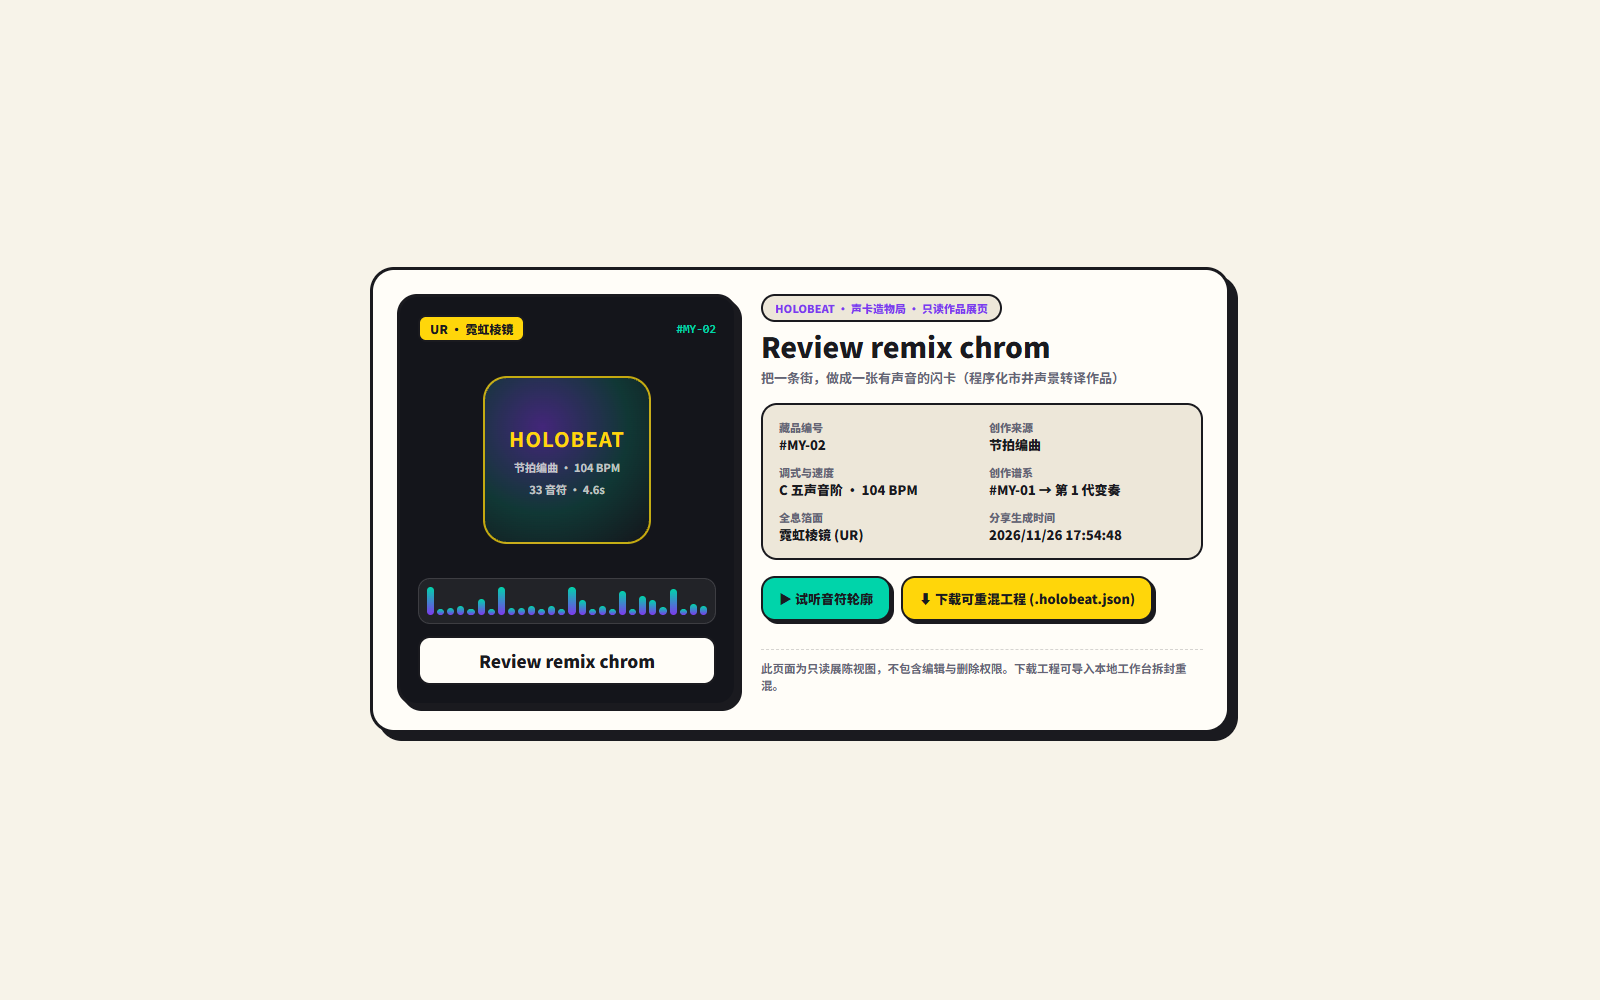 UR · 霓虹棱镜
#MY-02
HOLOBEAT
节拍编曲 · 104 BPM
33 音符 · 4.6s
Review remix chrom
HOLOBEAT · 声卡造物局 · 只读作品展页
Review remix chrom
把一条街，做成一张有声音的闪卡（程序化市井声景转译作品）
藏品编号
#MY-02
创作来源
节拍编曲
调式与速度
C 五声音阶 · 104 BPM
创作谱系
#MY-01 → 第 1 代变奏
全息箔面
霓虹棱镜 (UR)
分享生成时间
2026/11/26 17:54:48
▶ 试听音符轮廓
⬇ 下载可重混工程 (.holobeat.json)
此页面为只读展陈视图，不包含编辑与删除权限。下载工程可导入本地工作台拆封重
混。